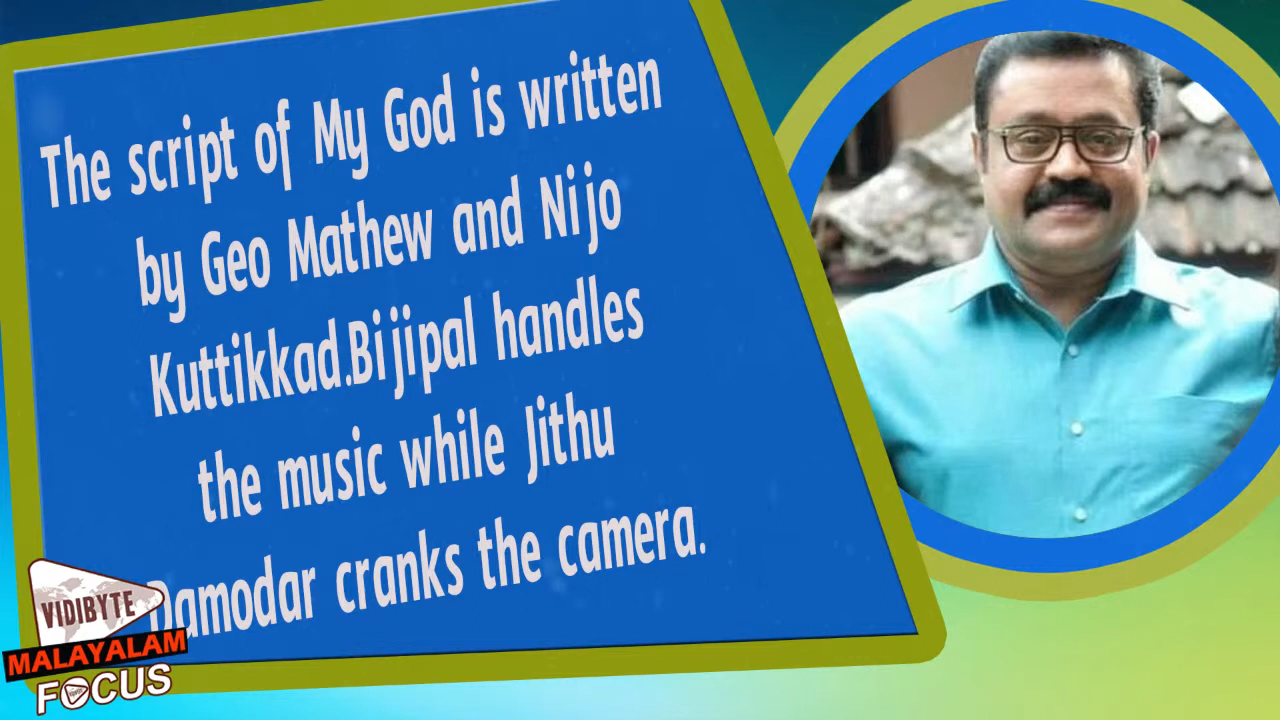 The script of My God is written
by Geo Mathew and Nijo
Kuttikkad.Bijipal handles
the music while Jithu
Damodar cranks the camera.
VIDIBYTE
MALAYALAM
FOCUS